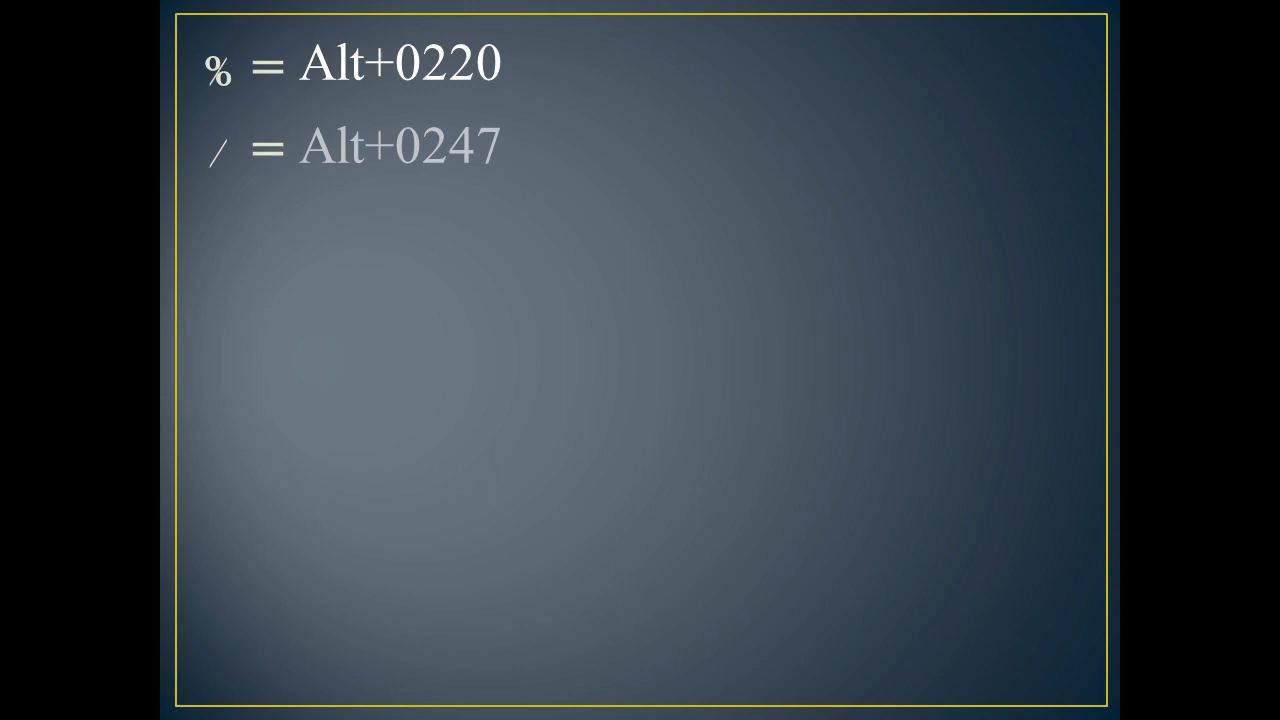 % = Alt+0220
/ = Alt+0247